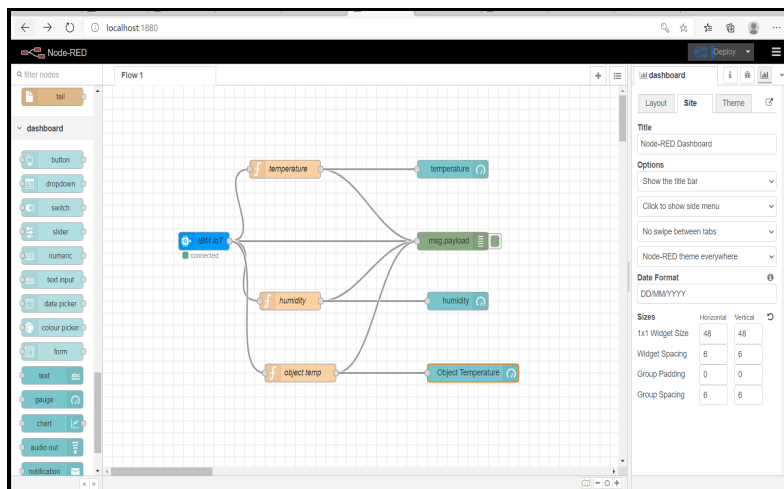 localhost:1880
Node-RED
Deploy
filter nodes
tail
dashboard
button
dropdown
switch
slider
numeric
text input
date picker
colour picker
form
text
gauge
chart
audio out
notification
Flow 1
temperature
temperature
IBM IoT
connected
msg.payload
humidity
humidity
object temp
Object Temperature
dashboard
Layout Site Theme
Title
Node-RED Dashboard
Options
Show the title bar
Click to show side menu
No swipe between tabs
Node-RED theme everywhere
Date Format
DD/MM/YYYY
Sizes Horizontal Vertical
1x1 Widget Size 48 48
Widget Spacing 6 6
Group Padding 0 0
Group Spacing 6 6